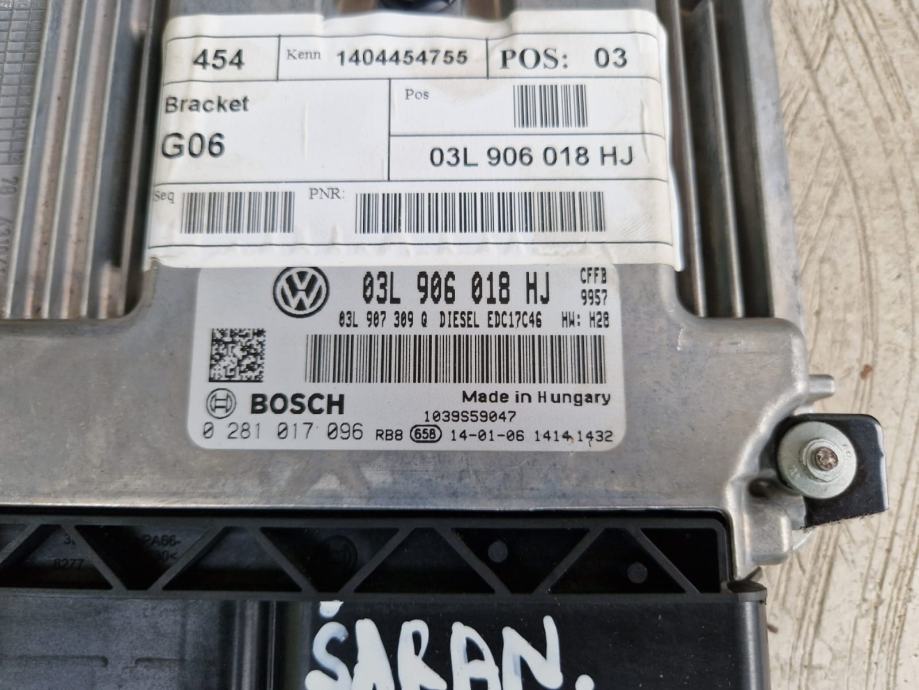 454 Kenn 1404454755 POS: 03
Bracket
G06
Pos
03L 906 018 HJ
Seq PNR:
03L 906 018 HJ CFFB
9957
03L 907 309 Q DIESEL EDC17C46 HW: H28
BOSCH
Made in Hungary
1039S59047
0 281 017 096 RB8 658 14-01-06 1414 1432
PA66-
8277
ŠARAN.